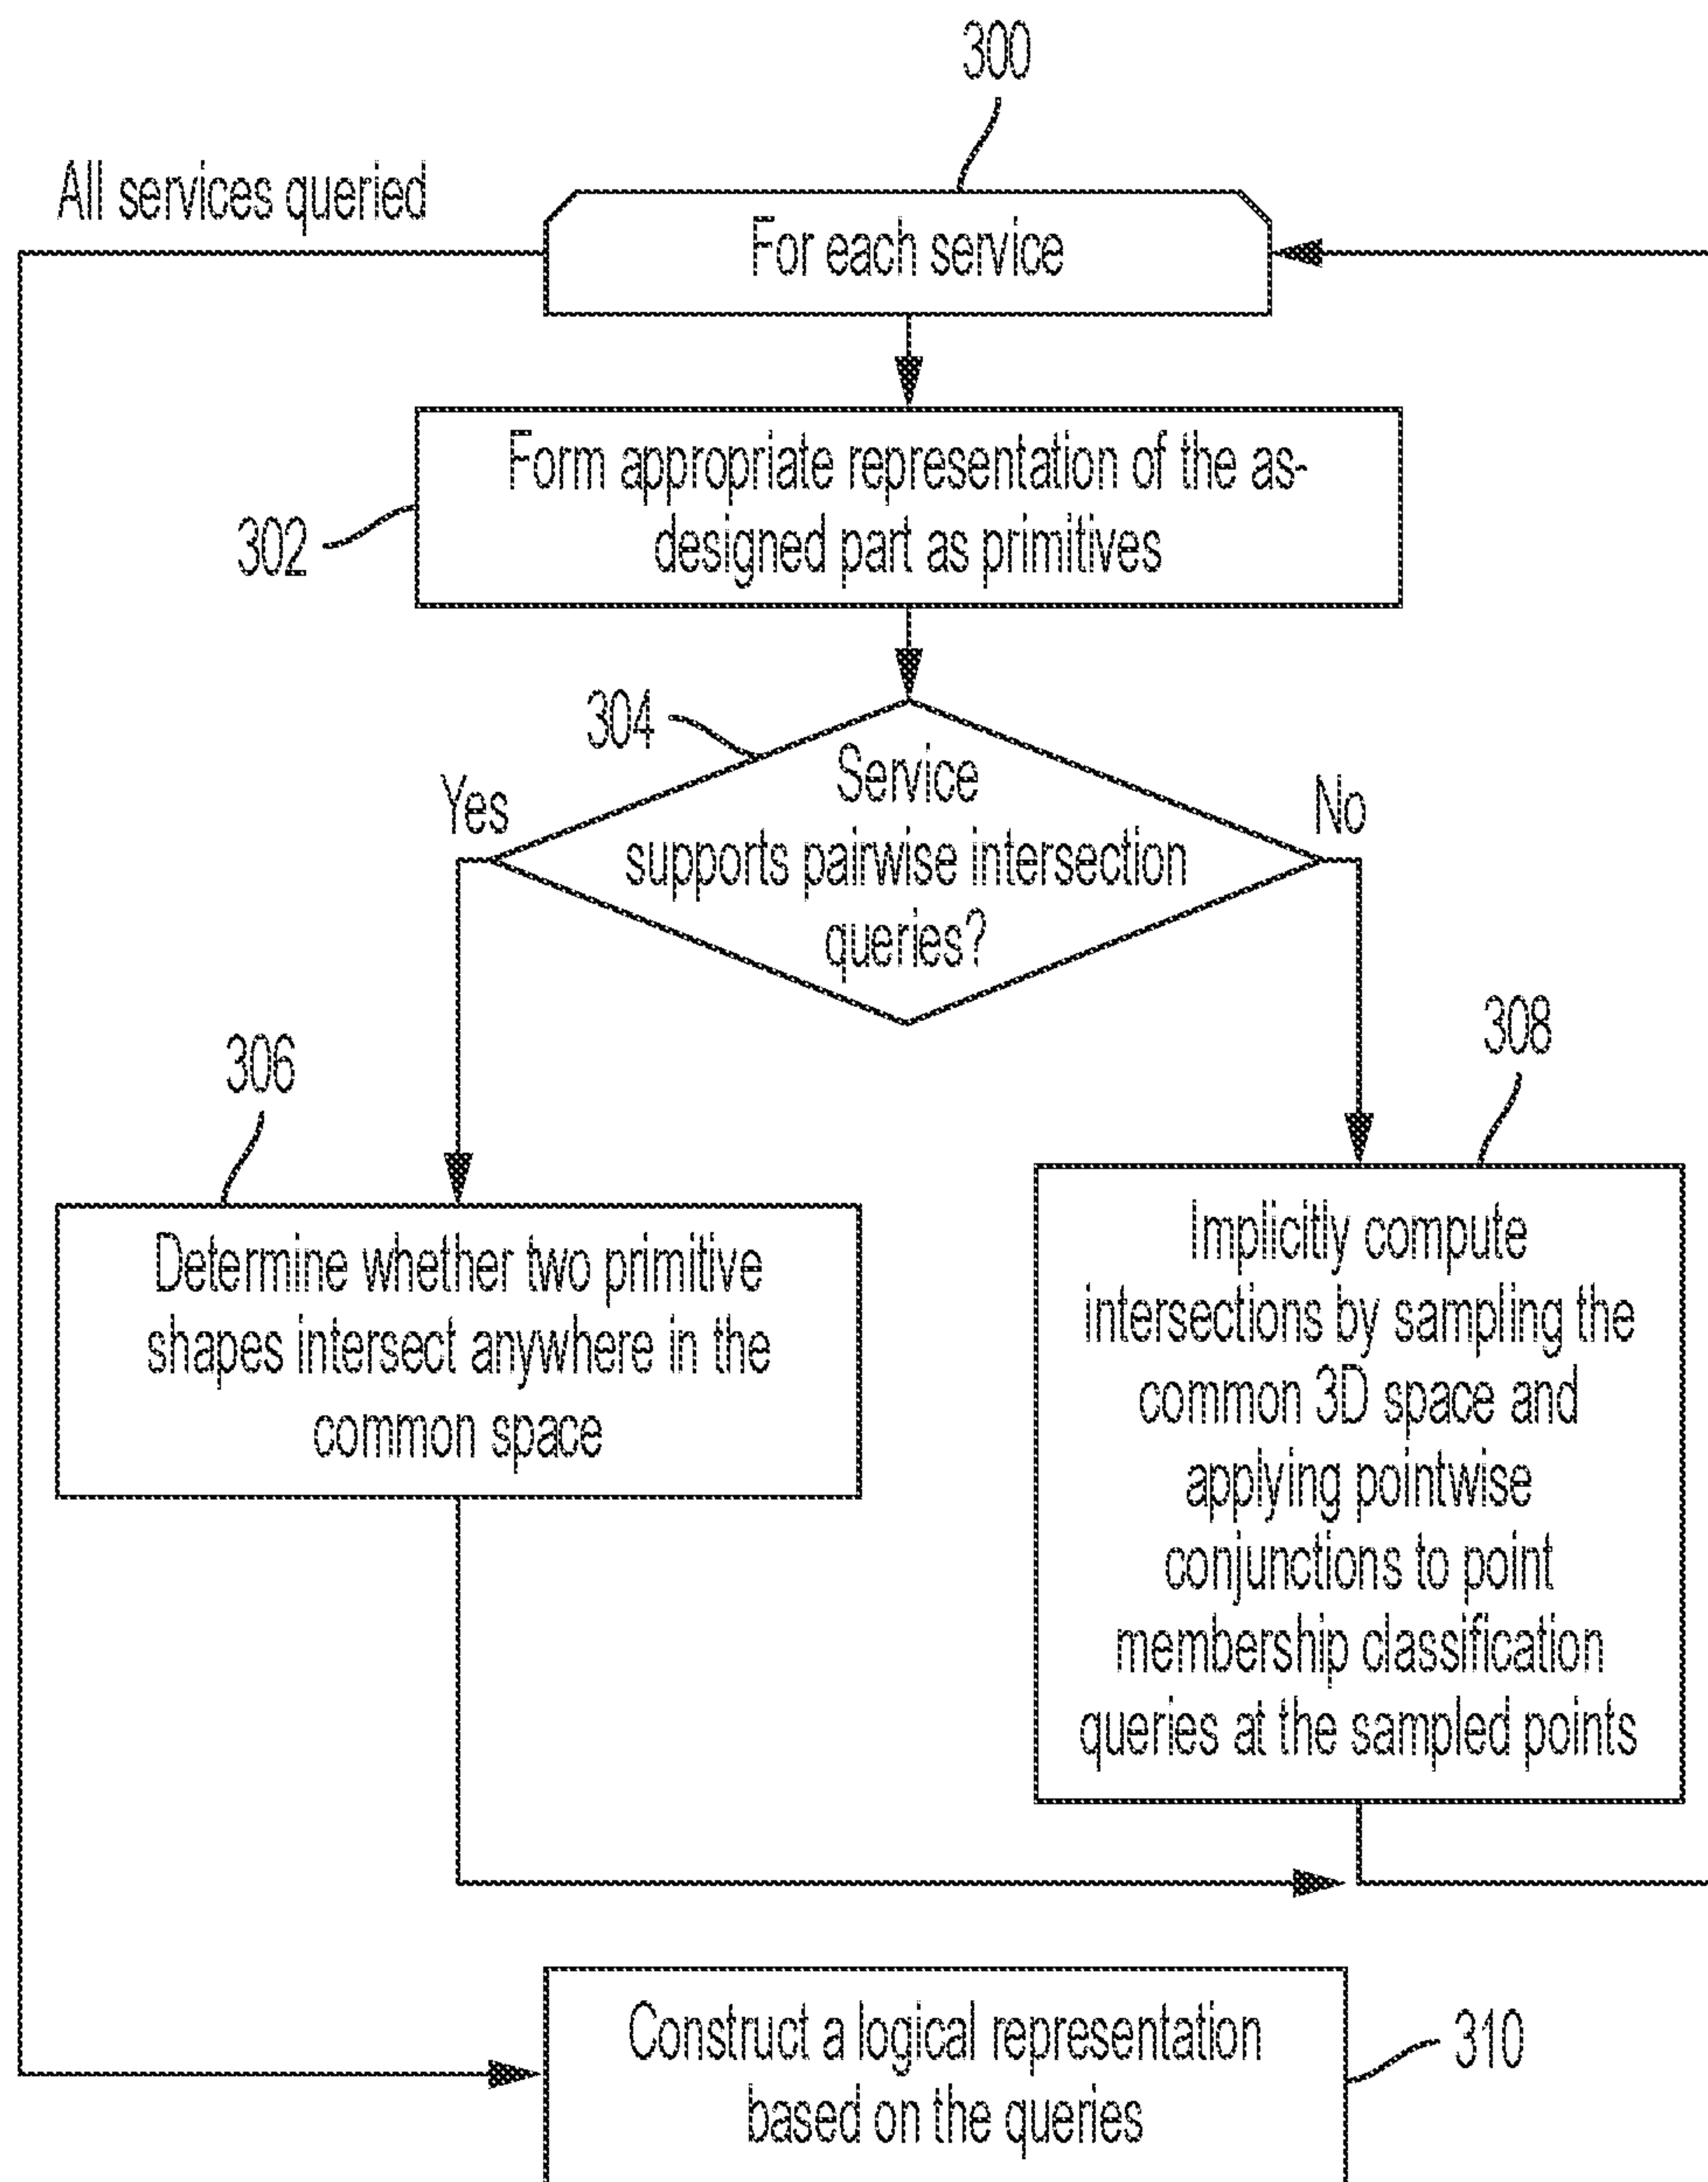 300
All services queried
For each service
302
Form appropriate representation of the as-
designed part as primitives
304
Yes
No
Service
supports pairwise intersection
queries?
306
Determine whether two primitive
shapes intersect anywhere in the
common space
308
Implicitly compute
intersections by sampling the
common 3D space and
applying pointwise
conjunctions to point
membership classification
queries at the sampled points
Construct a logical representation
based on the queries
310